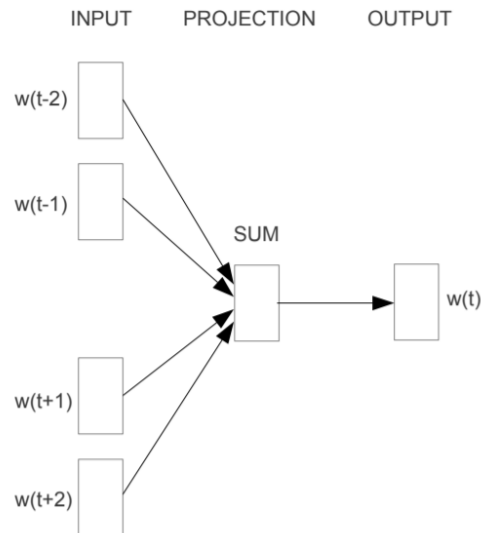 INPUT PROJECTION OUTPUT
w(t-2)
w(t-1)
SUM
w(t)
w(t+1)
w(t+2)